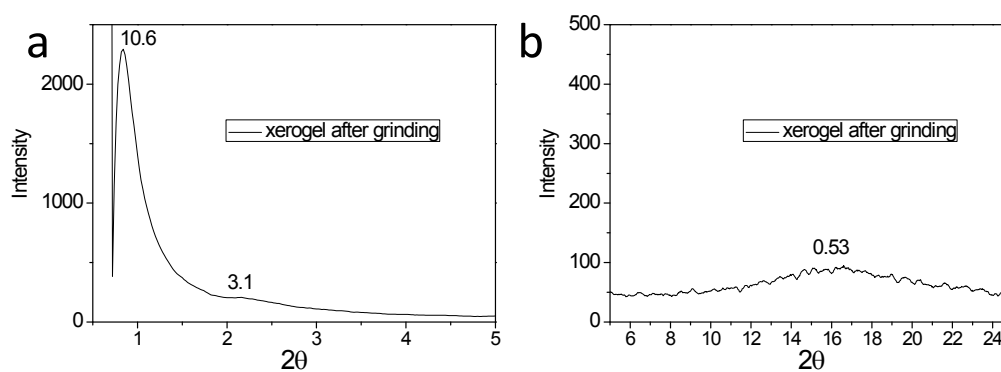 a
10.6
2000
xerogel after grinding
Intensity
1000
3.1
0
1 2 3 4 5
2θ
b
500
400
xerogel after grinding
300
Intensity
200
0.53
100
0
6 8 10 12 14 16 18 20 22 24
2θ